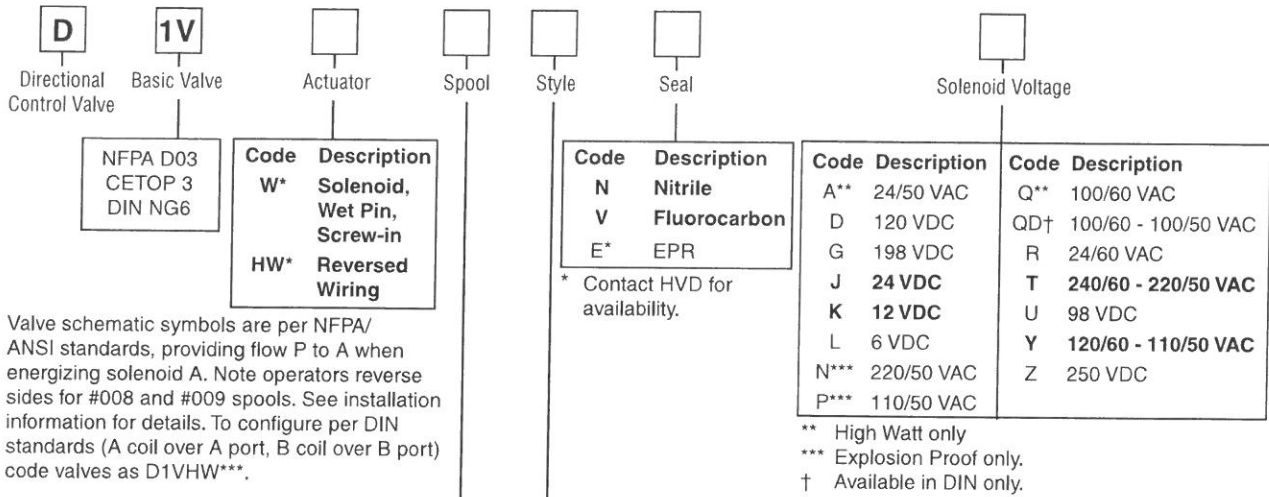 D 1V
Directional Control Valve
Basic Valve
Actuator
Spool
Style
Seal
Solenoid Voltage
NFPA D03
CETOP 3
DIN NG6
Code Description
W* Solenoid,
Wet Pin,
Screw-in
HW* Reversed
Wiring
Code Description
N Nitrile
V Fluorocarbon
E* EPR
* Contact HVD for
availability.
Code Description
A** 24/50 VAC
D 120 VDC
G 198 VDC
J 24 VDC
K 12 VDC
L 6 VDC
N*** 220/50 VAC
P*** 110/50 VAC
Code Description
Q** 100/60 VAC
QD† 100/60 - 100/50 VAC
R 24/60 VAC
T 240/60 - 220/50 VAC
U 98 VDC
Y 120/60 - 110/50 VAC
Z 250 VDC
** High Watt only
*** Explosion Proof only.
† Available in DIN only.
Valve schematic symbols are per NFPA/
ANSI standards, providing flow P to A when
energizing solenoid A. Note operators reverse
sides for #008 and #009 spools. See installation
information for details. To configure per DIN
standards (A coil over A port, B coil over B port)
code valves as D1VHW***.